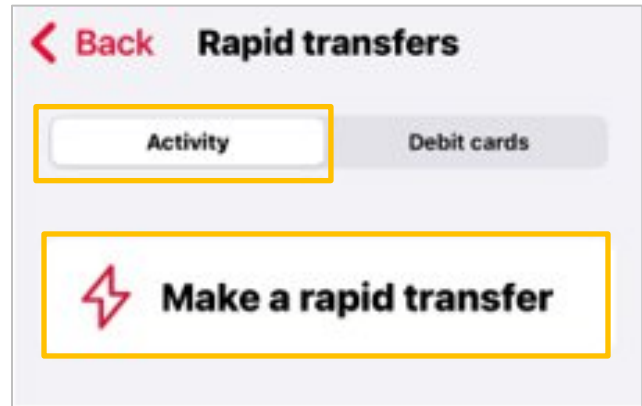 Back Rapid transfers
Activity Debit cards
Make a rapid transfer